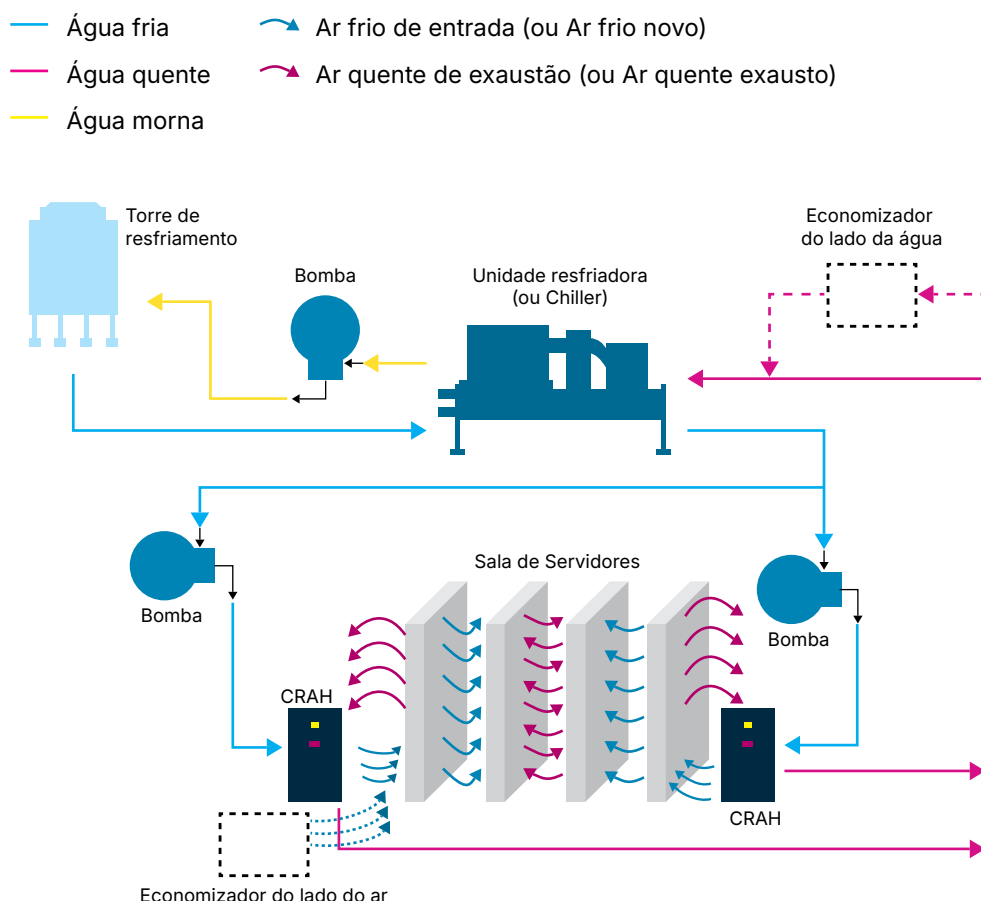 Água fria
Ar frio de entrada (ou Ar frio novo)
Água quente
Ar quente de exaustão (ou Ar quente exausto)
Água morna
Torre de
resfriamento
Bomba
Unidade resfriadora
(ou Chiller)
Economizador
do lado da água
Sala de Servidores
Bomba
Bomba
CRAH
CRAH
Economizador do lado do ar